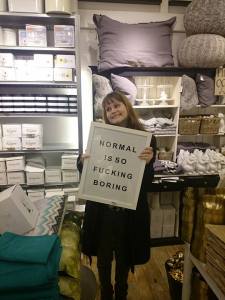 NORMAL
IS SO
FUCKING
BORING